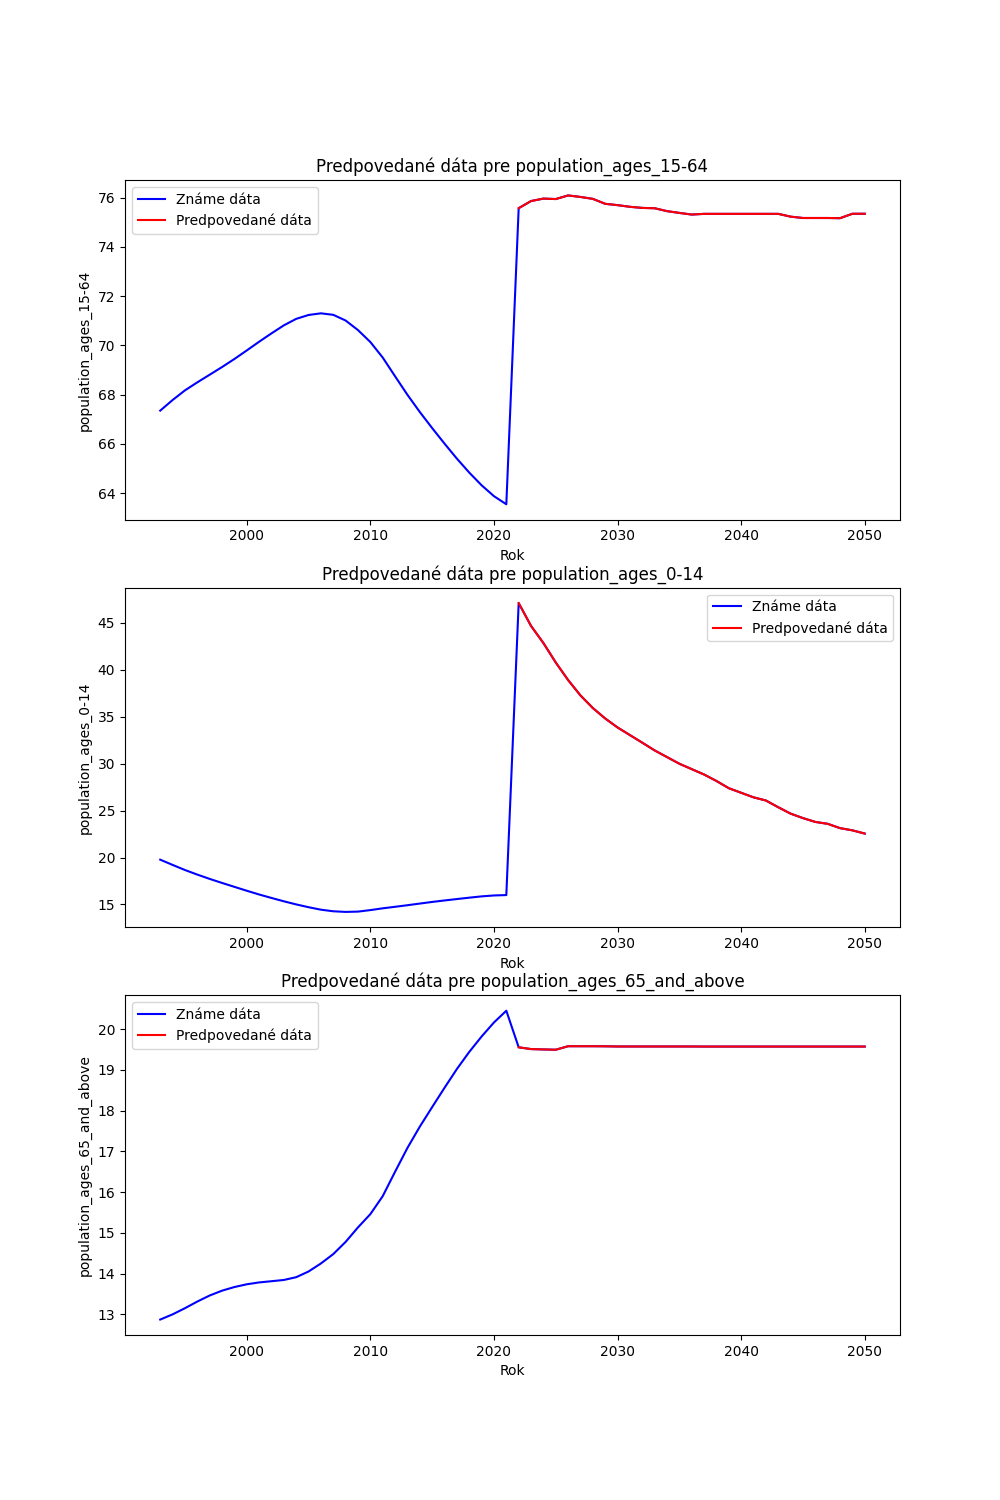 Predpovedané dáta pre population_ages_15-64
Známe dáta
Predpovedané dáta
population_ages_15-64
76
74
72
70
68
66
64
2000 2010 2020 2030 2040 2050
Rok
Predpovedané dáta pre population_ages_0-14
Známe dáta
Predpovedané dáta
population_ages_0-14
45
40
35
30
25
20
15
2000 2010 2020 2030 2040 2050
Rok
Predpovedané dáta pre population_ages_65_and_above
Známe dáta
Predpovedané dáta
population_ages_65_and_above
20
19
18
17
16
15
14
13
2000 2010 2020 2030 2040 2050
Rok